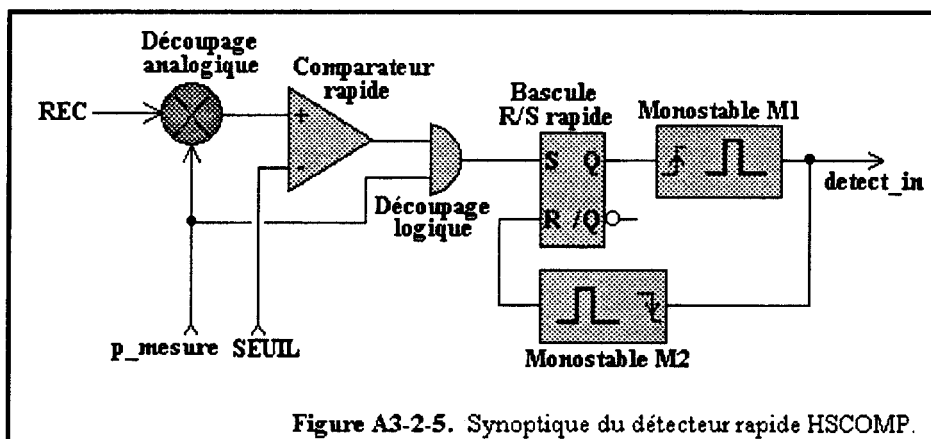 Découpage
analogique
Comparateur
rapide
Bascule
R/S rapide
Monostable M1
REC
+
-
S Q
R /Q
detect_in
Découpage
logique
p_mesure
SEUIL
Monostable M2
Figure A3-2-5. Synoptique du détecteur rapide HSCOMP.